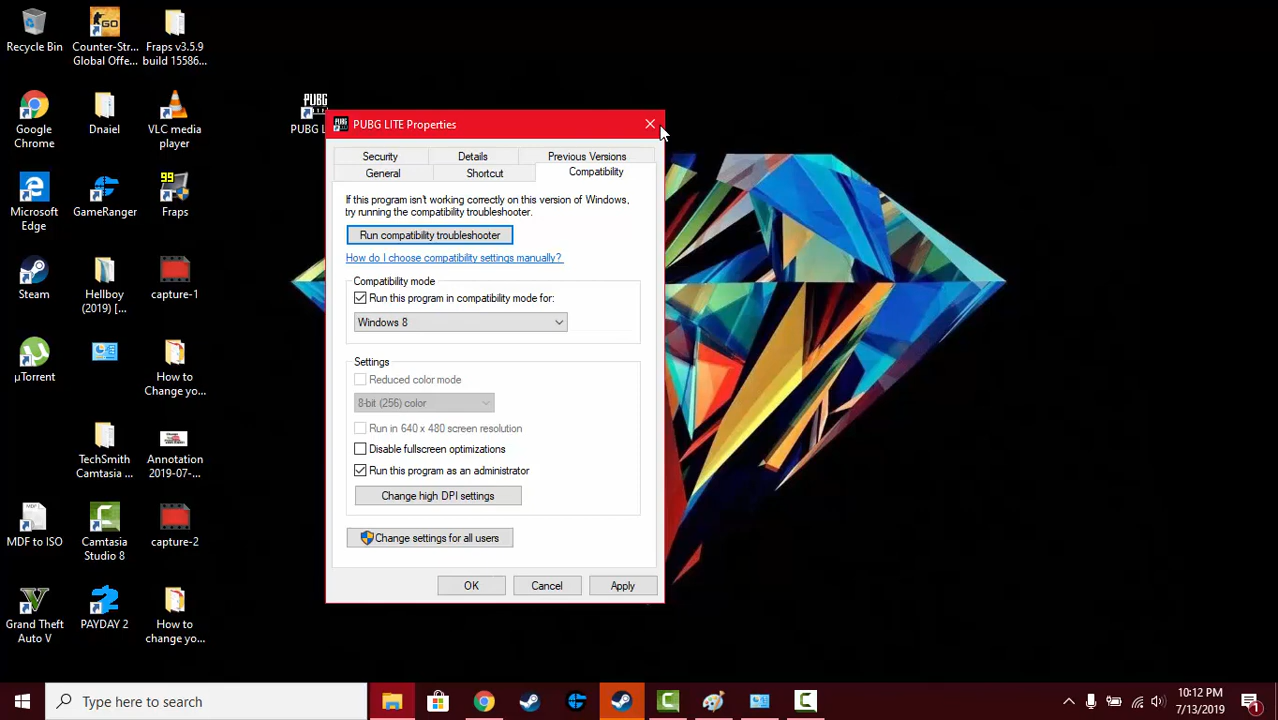 Recycle Bin
Counter-Str...
Global Offe...
Fraps v3.5.9
build 15586...
Google
Chrome
Dnaiel
VLC media
player
PUBG
PUBG L
Microsoft
Edge
GameRanger
99
Fraps
Steam
Hellboy
(2019) [...
capture-1
µTorrent
How to
Change yo...
TechSmith
Camtasia ...
Annotation
2019-07-...
MDF to ISO
Camtasia
Studio 8
capture-2
Grand Theft
Auto V
PAYDAY 2
How to
change yo...
PUBG LITE Properties
Security
Details
Previous Versions
General
Shortcut
Compatibility
If this program isn't working correctly on this version of Windows,
try running the compatibility troubleshooter.
Run compatibility troubleshooter
How do I choose compatibility settings manually?
Compatibility mode
Run this program in compatibility mode for:
Windows 8
Settings
Reduced color mode
8-bit (256) color
Run in 640 x 480 screen resolution
Disable fullscreen optimizations
Run this program as an administrator
Change high DPI settings
Change settings for all users
OK
Cancel
Apply
Type here to search
10:12 PM
7/13/2019
1